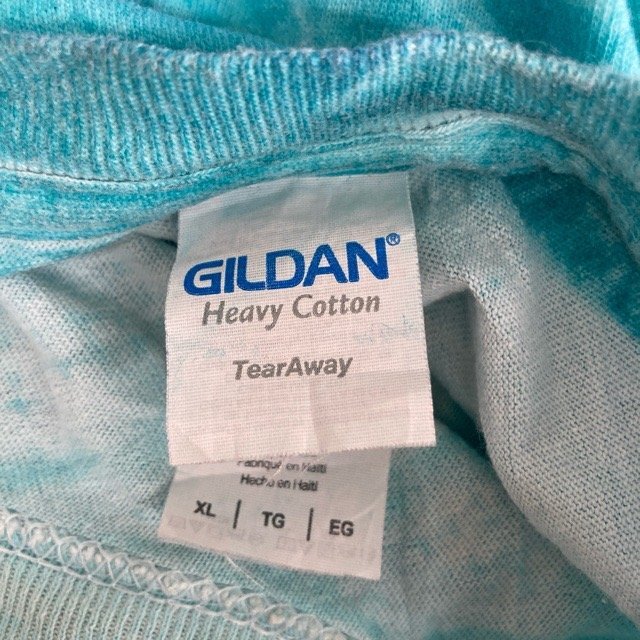 GILDAN®
Heavy Cotton
TearAway
Fabriqué en Haïti
Hecho en Haití
XL | TG | EG